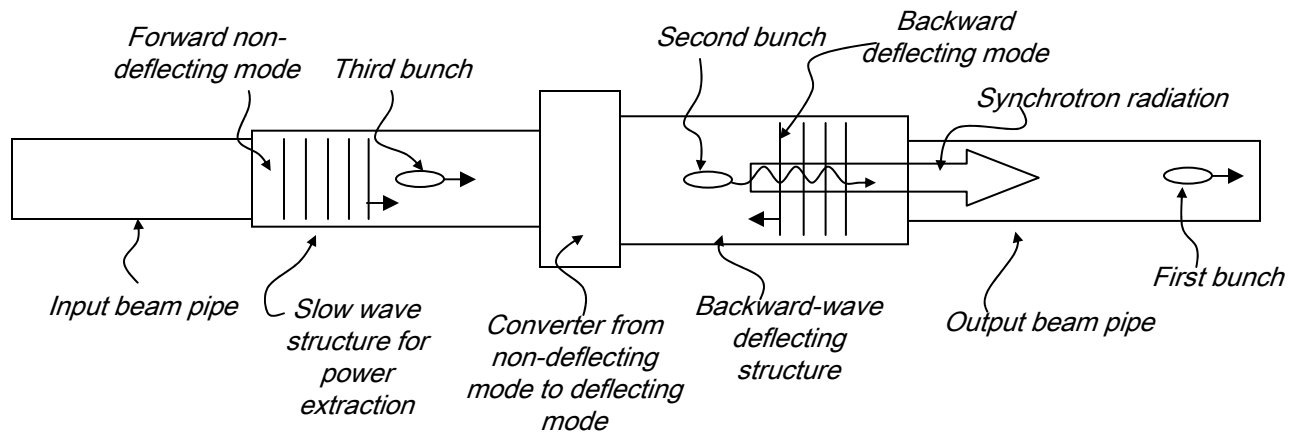 Forward non-
deflecting mode
Third bunch
Second bunch
Backward
deflecting mode
Synchrotron radiation
Input beam pipe
Slow wave
structure for
power
extraction
Converter from
non-deflecting
mode to deflecting
mode
Backward-wave
deflecting
structure
Output beam pipe
First bunch